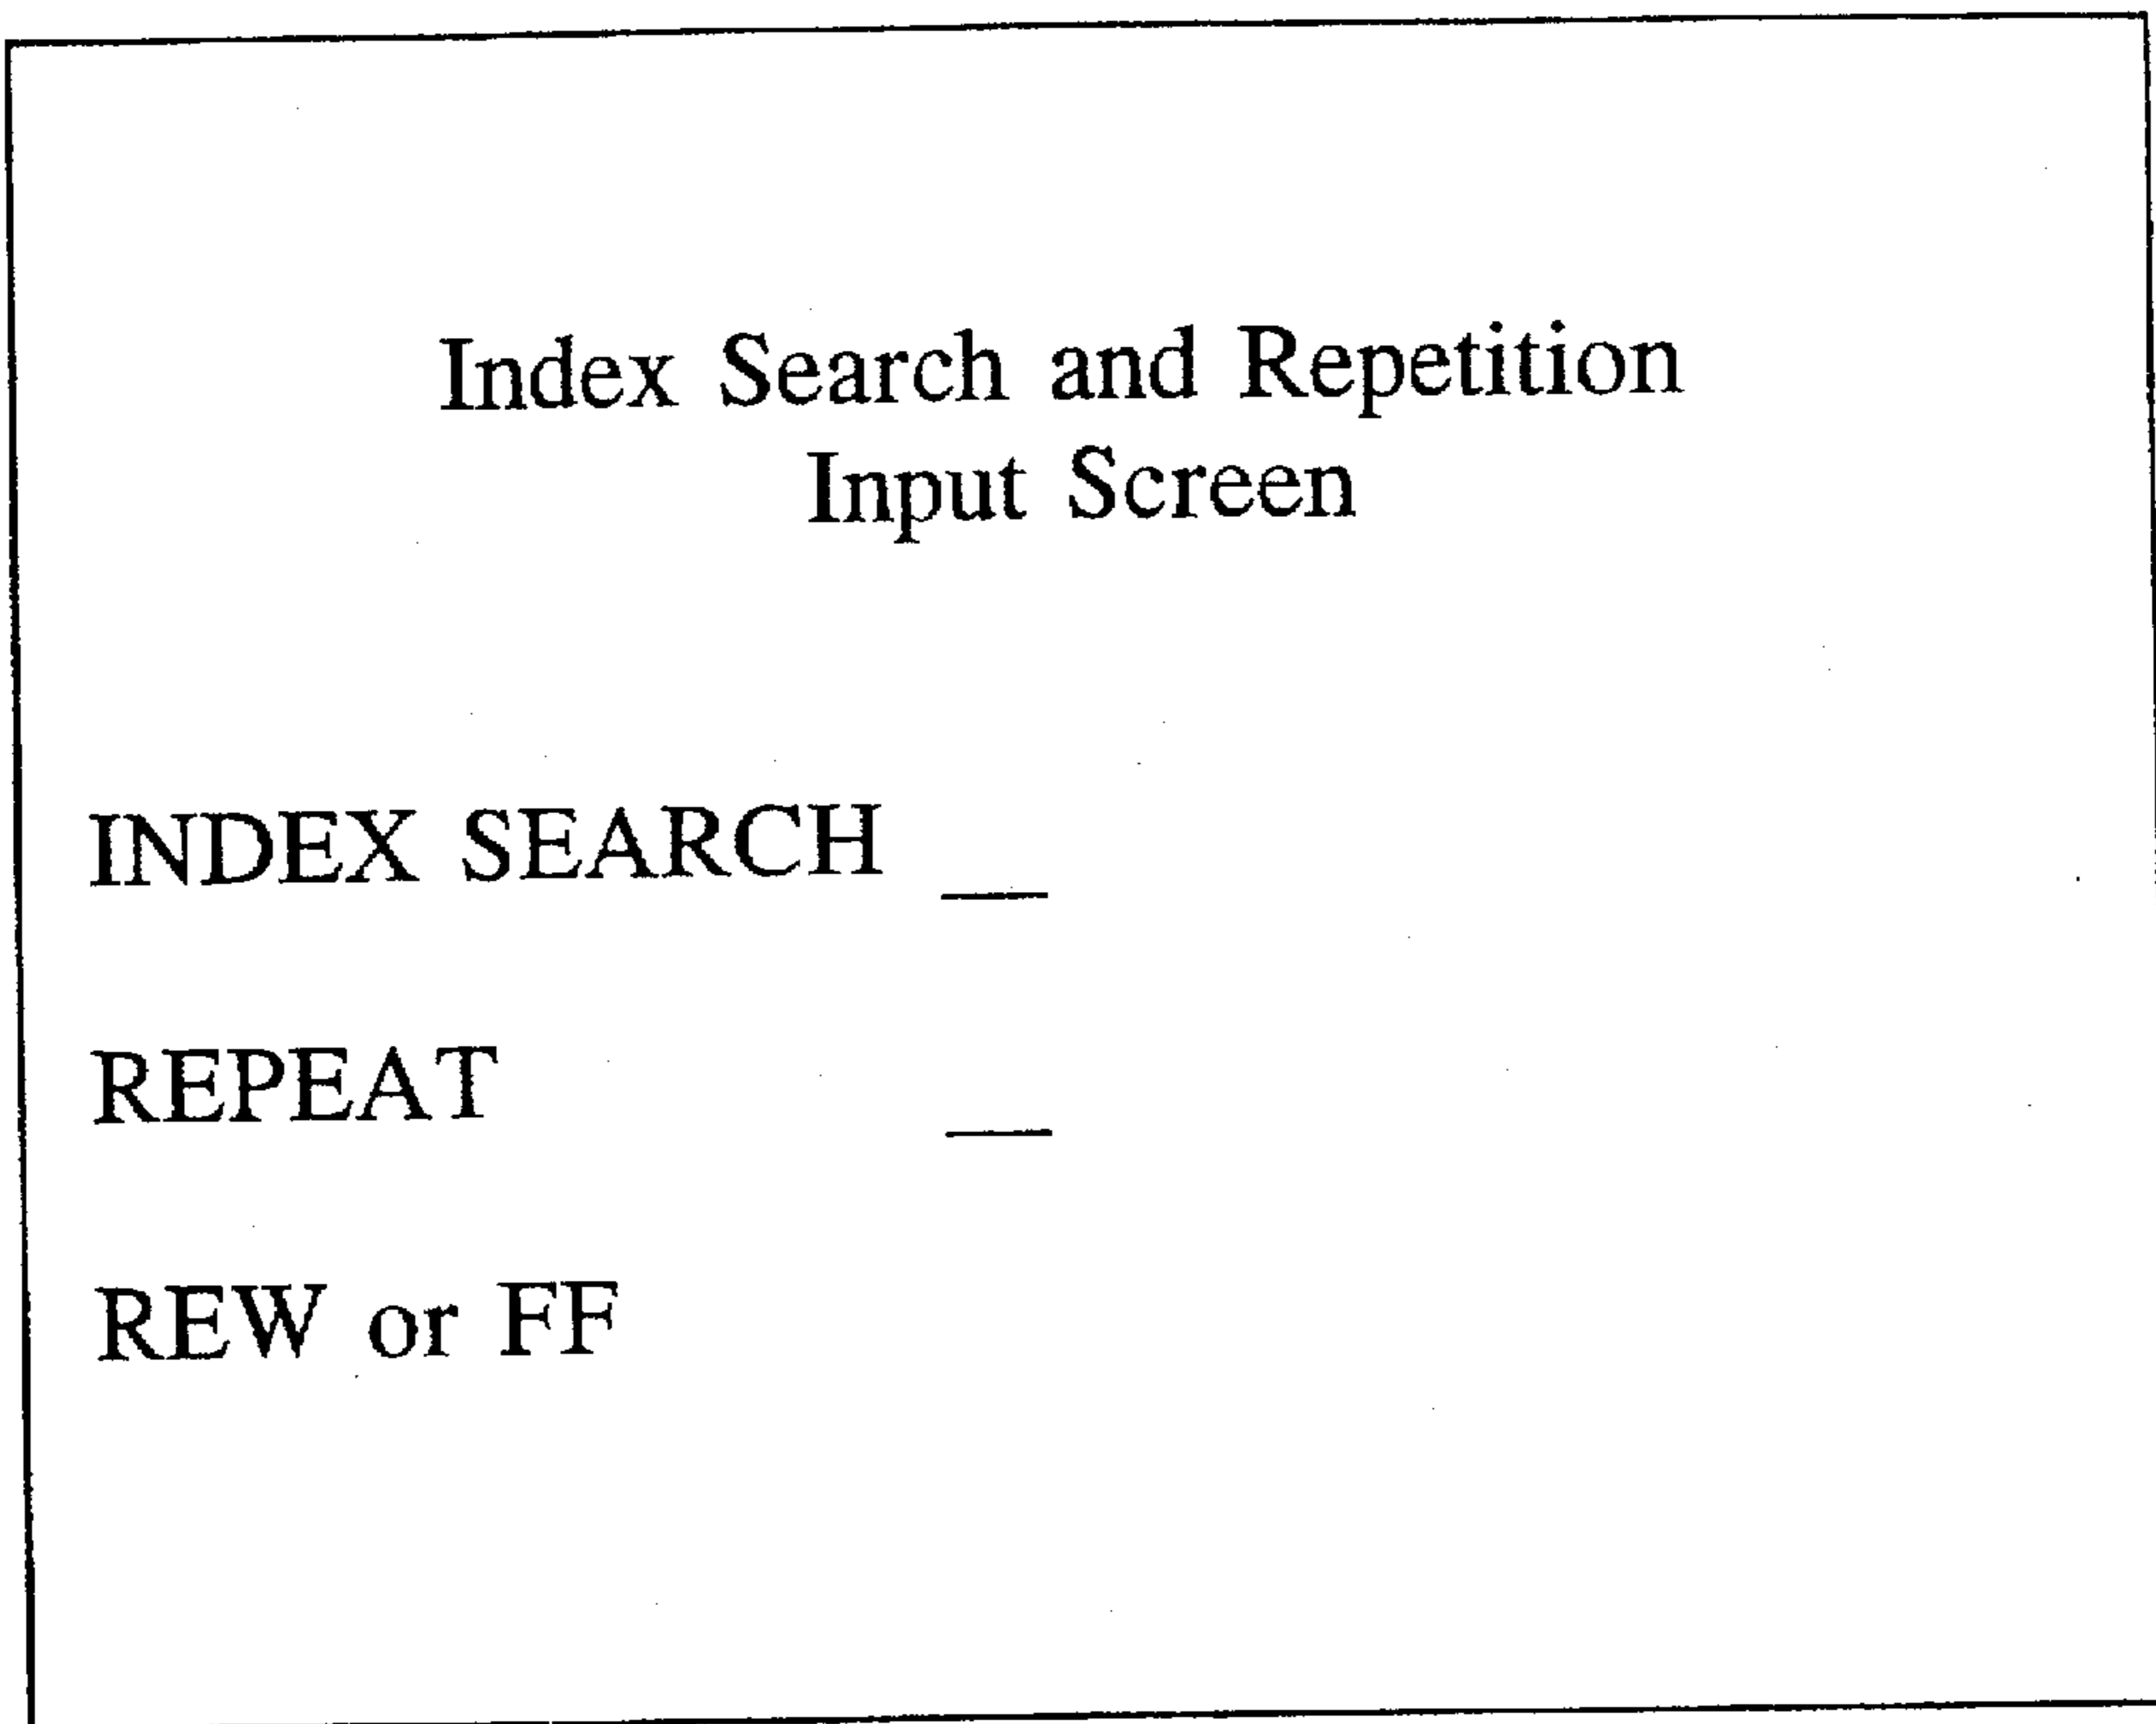 Index Search and Repetition
Input Screen
INDEX SEARCH __
REPEAT __
REW or FF